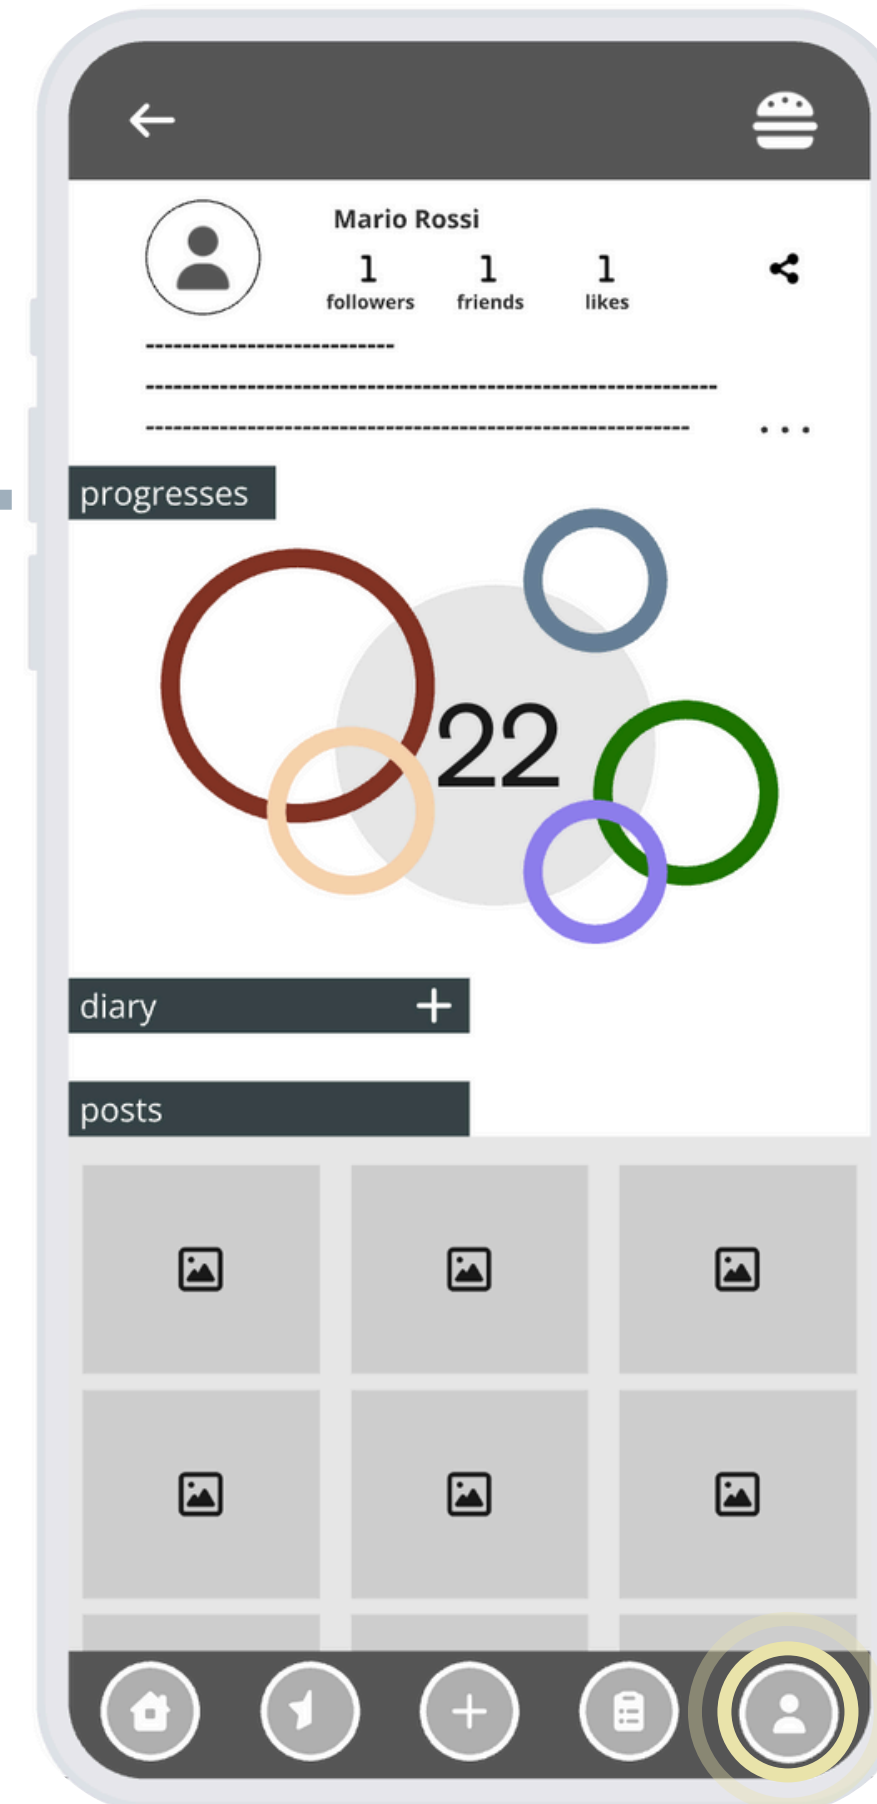 Mario Rossi
1 1 1
followers friends likes
progresses
22
diary
posts